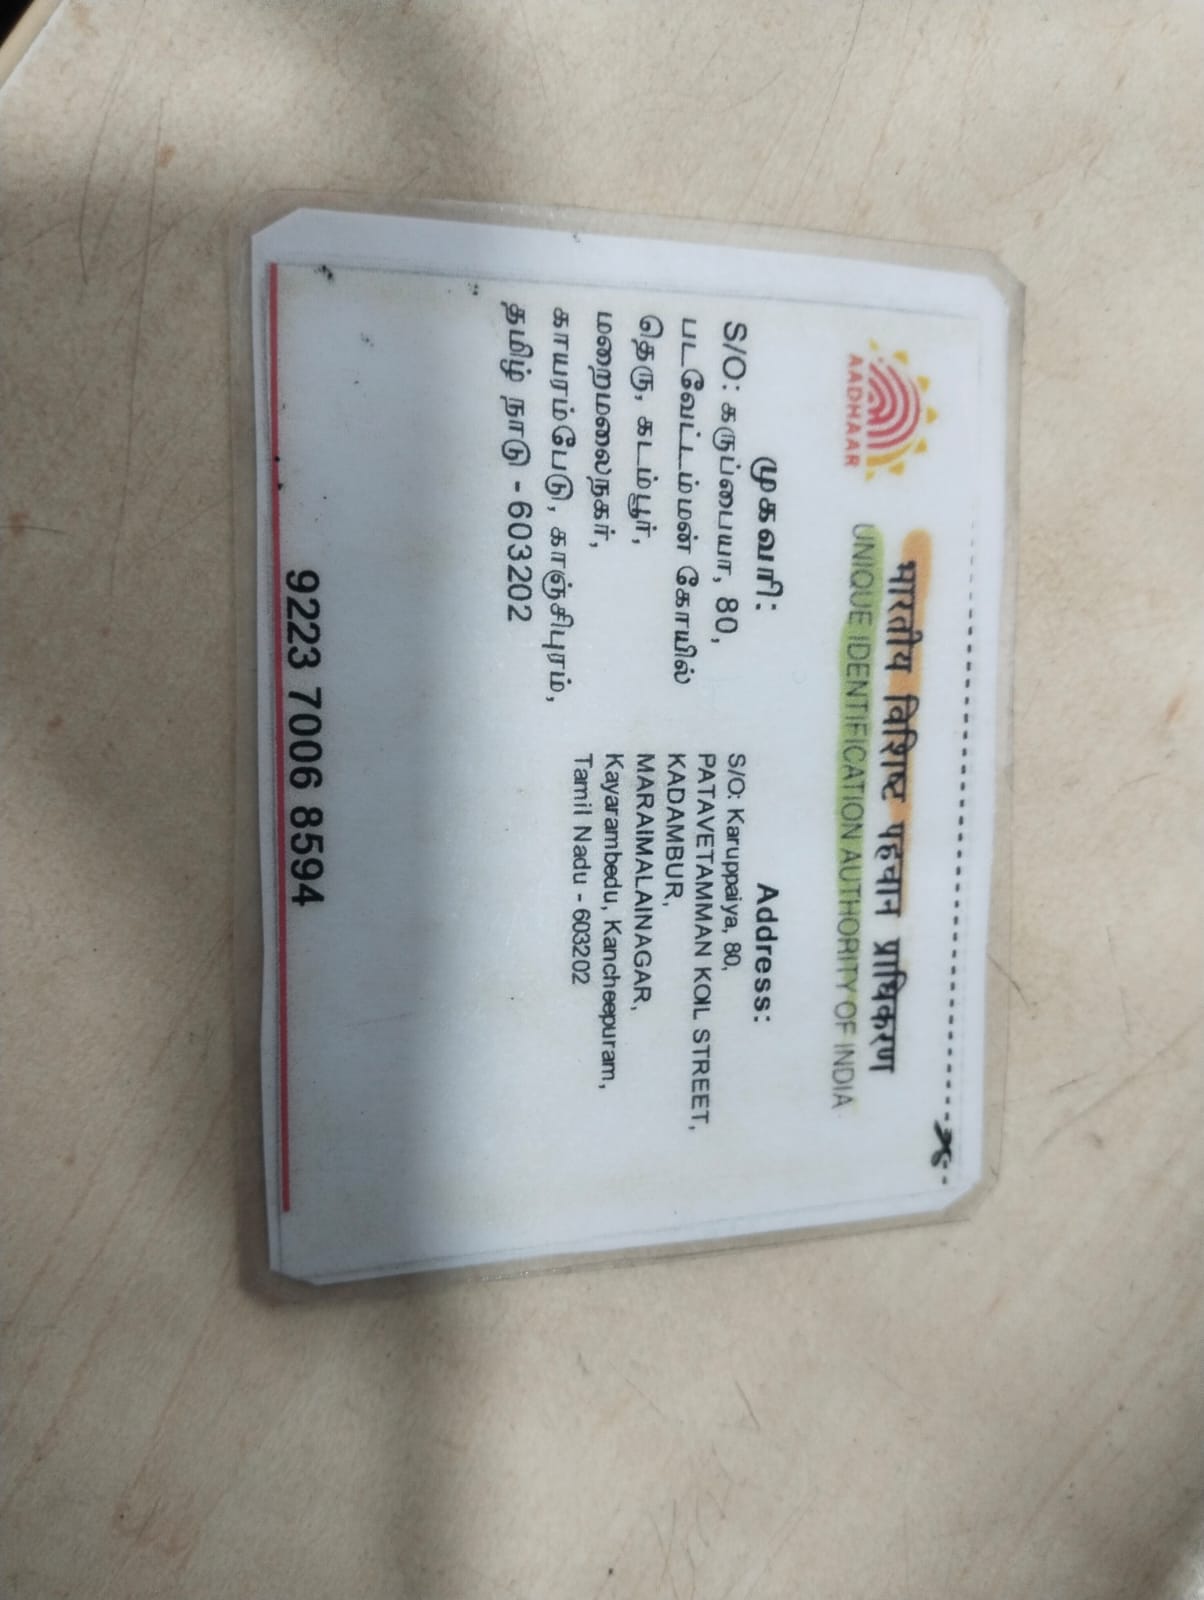 AADHAAR
भारतीय विशिष्ट पहचान प्राधिकरण
UNIQUE IDENTIFICATION AUTHORITY OF INDIA
முகவரி:
S/O: கருப்பையா, 80,
படவேட்டம்மன் கோயில்
தெரு, கடம்பூர்,
மறைமலைநகர்,
காயரம்பேடு, காஞ்சிபுரம்,
தமிழ் நாடு - 603202
Address:
S/O: Karuppaiya, 80,
PATAVETAMMAN KOIL STREET,
KADAMBUR,
MARAIMALAINAGAR,
Kayarambedu, Kancheepuram,
Tamil Nadu - 603202
9223 7006 8594